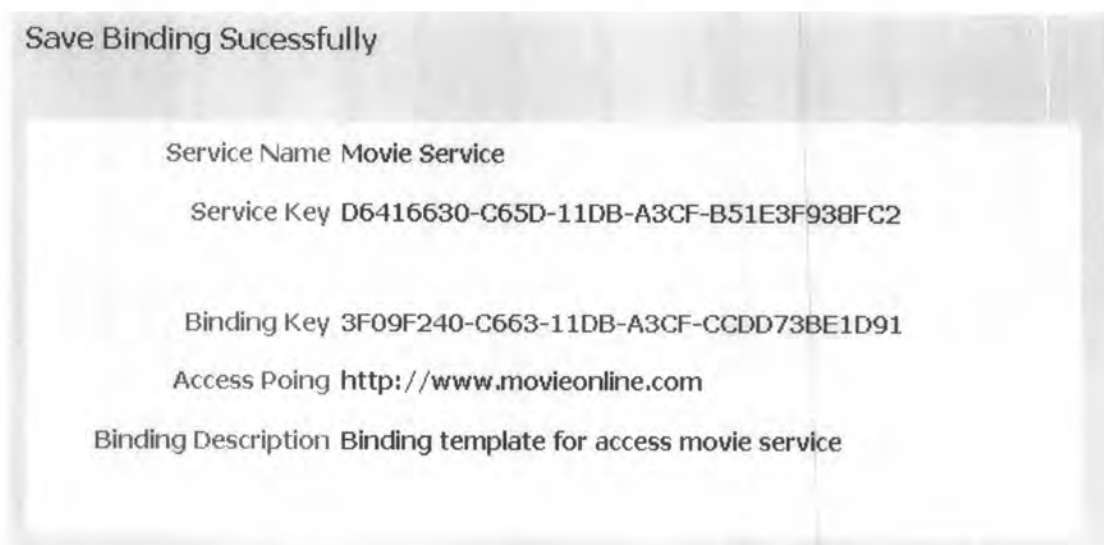 Save Binding Sucessfully
Service Name Movie Service
Service Key D6416630-C65D-11DB-A3CF-B51E3F938FC2
Binding Key 3F09F240-C663-11DB-A3CF-CCDD73BE1D91
Access Poing http://www.movieonline.com
Binding Description Binding template for access movie service